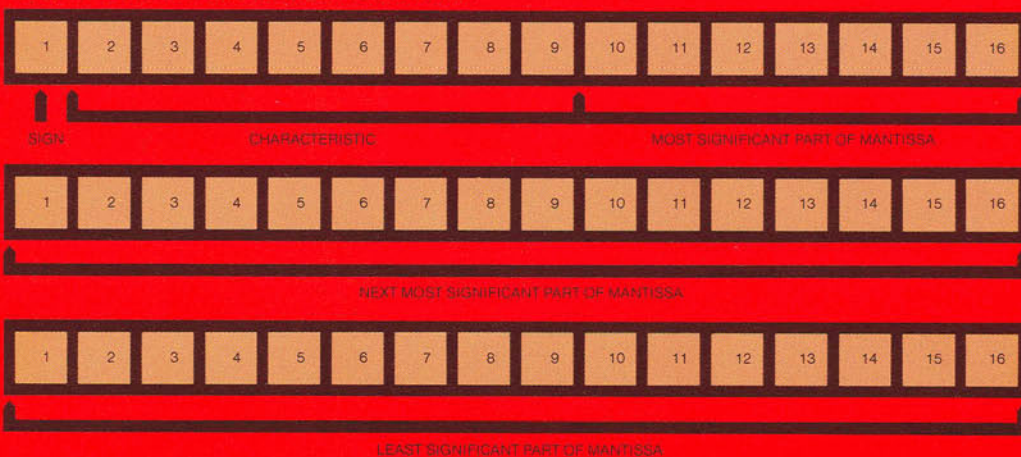 1 2 3 4 5 6 7 8 9 10 11 12 13 14 15 16
SIGN CHARACTERISTIC MOST SIGNIFICANT PART OF MANTISSA
1 2 3 4 5 6 7 8 9 10 11 12 13 14 15 16
NEXT MOST SIGNIFICANT PART OF MANTISSA
1 2 3 4 5 6 7 8 9 10 11 12 13 14 15 16
LEAST SIGNIFICANT PART OF MANTISSA